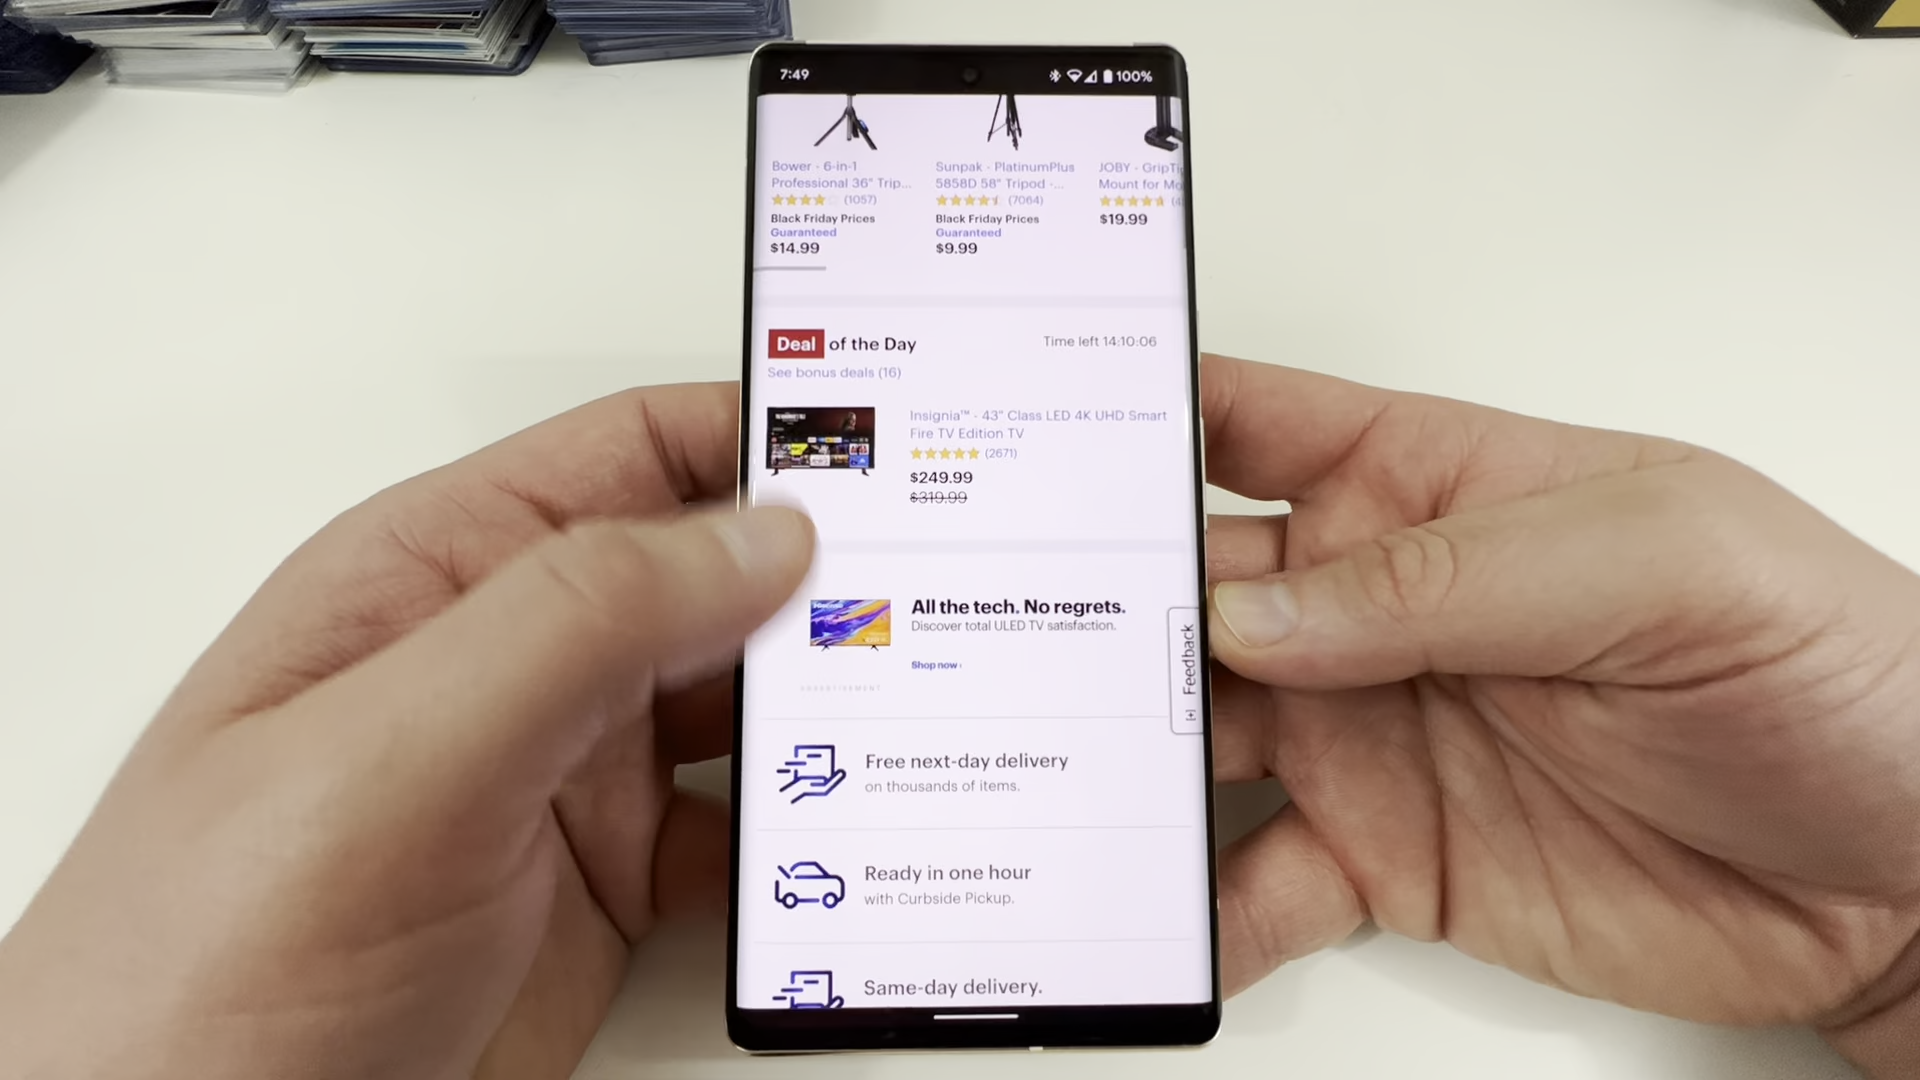 7:49
100%
Bower - 6-in-1
Professional 36" Trip...
(1057)
Black Friday Prices
Guaranteed
$14.99
Sunpak - PlatinumPlus
5858D 58" Tripod -...
(7064)
Black Friday Prices
Guaranteed
$9.99
JOBY - GripTi
Mount for Mo
(4
$19.99
Deal of the Day
Time left 14:10:06
See bonus deals (16)
Insignia™ - 43" Class LED 4K UHD Smart
Fire TV Edition TV
(2671)
$249.99
$319.99
All the tech. No regrets.
Discover total ULED TV satisfaction.
Shop now ›
ADVERTISEMENT
[+] Feedback
Free next-day delivery
on thousands of items.
Ready in one hour
with Curbside Pickup.
Same-day delivery.